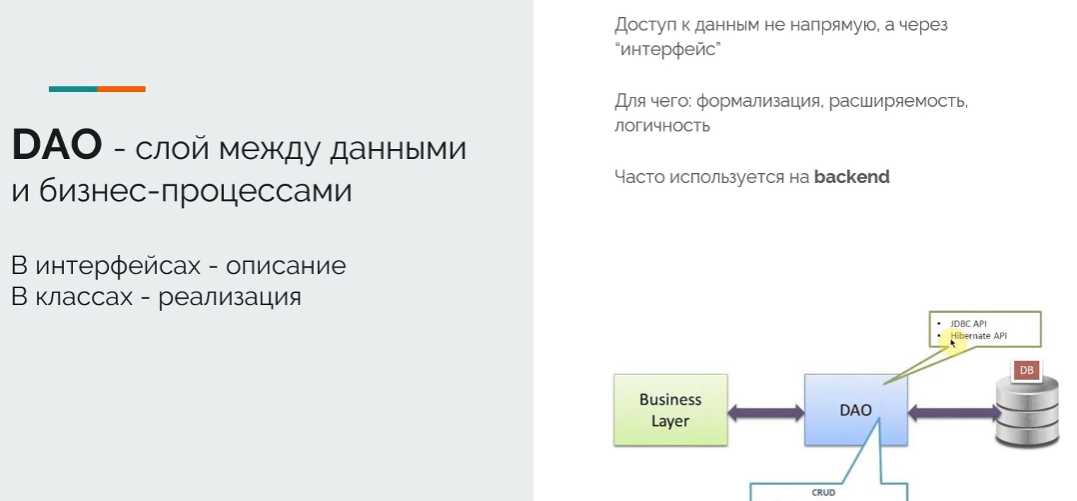 DAO - слой между данными
и бизнес-процессами
В интерфейсах - описание
В классах - реализация
Доступ к данным не напрямую, а через
“интерфейс”
Для чего: формализация, расширяемость,
логичность
Часто используется на backend
• JDBC API
• Hibernate API
DB
Business
Layer
DAO
CRUD